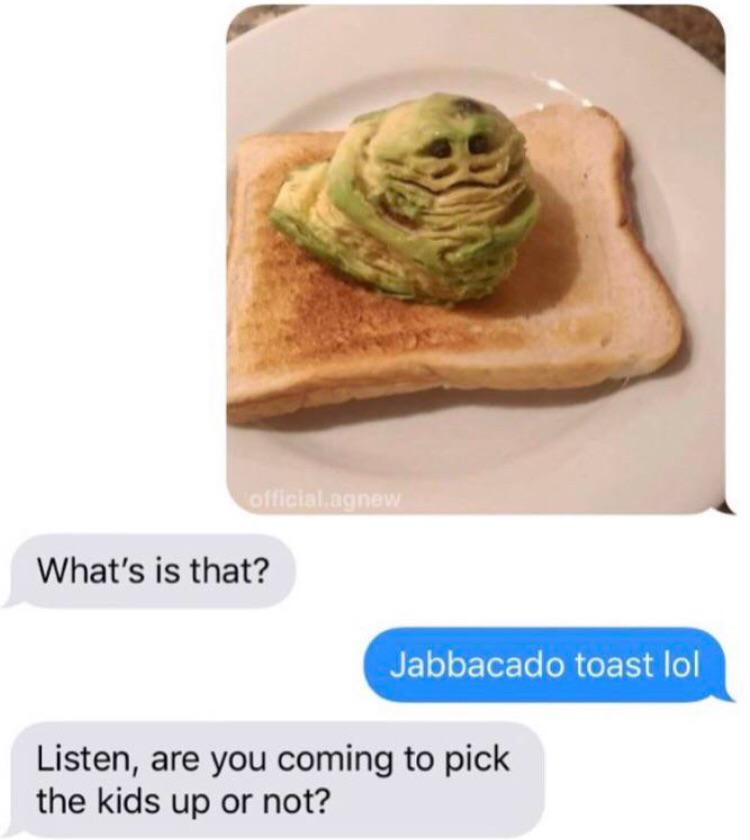 official.agnew
What's is that?
Jabbacado toast lol
Listen, are you coming to pick
the kids up or not?